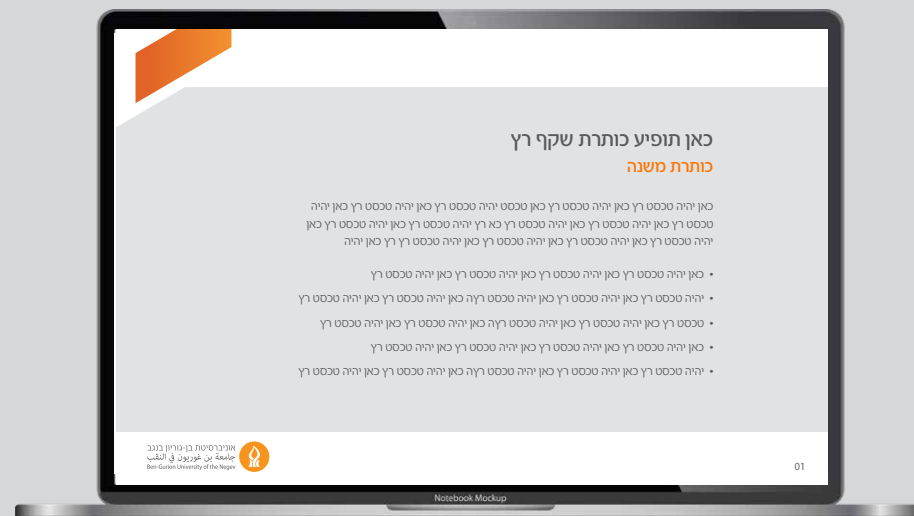 כאן תופיע כותרת שקף רץ
כותרת משנה
כאן יהיה טכסט רץ כאן יהיה טכסט רץ כאן טכסט יהיה טכסט רץ כאן יהיה טכסט רץ כאן יהיה
טכסט רץ כאן יהיה טכסט רץ כאן יהיה טכסט רץ כא רץ יהיה טכסט רץ כאן יהיה טכסט רץ כאן
יהיה טכסט רץ כאן יהיה טכסט רץ כאן יהיה טכסט רץ כאן יהיה טכסט רץ רץ כאן יהיה
• כאן יהיה טכסט רץ כאן יהיה טכסט רץ כאן יהיה טכסט רץ כאן יהיה טכסט רץ
• יהיה טכסט רץ כאן יהיה טכסט רץ כאן יהיה טכסט רץה כאן יהיה טכסט רץ כאן יהיה טכסט רץ
• טכסט רץ כאן יהיה טכסט רץ כאן יהיה טכסט רץה כאן יהיה טכסט רץ כאן יהיה טכסט רץ
• כאן יהיה טכסט רץ כאן יהיה טכסט רץ כאן יהיה טכסט רץ כאן יהיה טכסט רץ
• יהיה טכסט רץ כאן יהיה טכסט רץ כאן יהיה טכסט רץה כאן יהיה טכסט רץ כאן יהיה טכסט רץ
אוניברסיטת בן-גוריון בנגב
جامعة بن غوريون في النقب
Ben-Gurion University of the Negev
01
Notebook Mockup